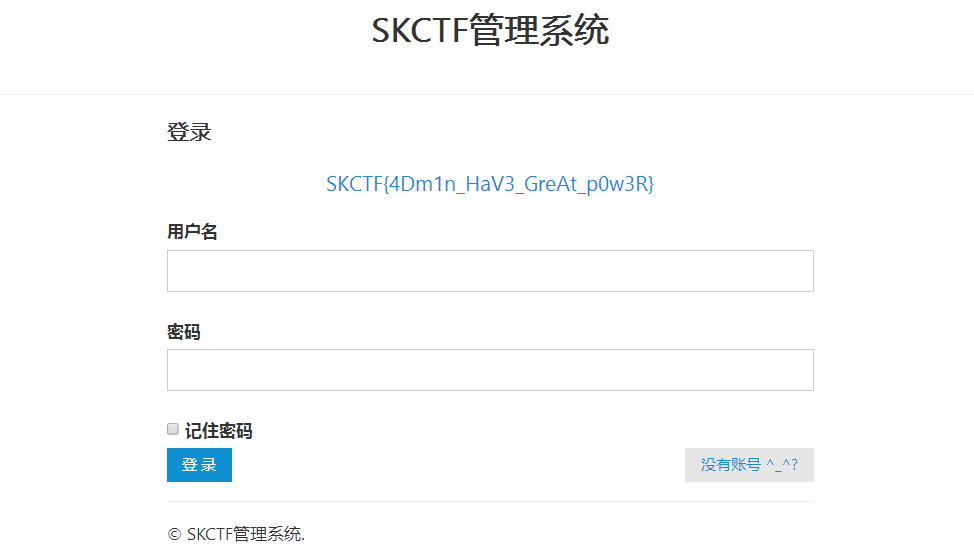 SKCTF管理系统
登录
SKCTF{4Dm1n_HaV3_GreAt_p0w3R}
用户名
密码
记住密码
登录
没有账号 ^_^?
© SKCTF管理系统.